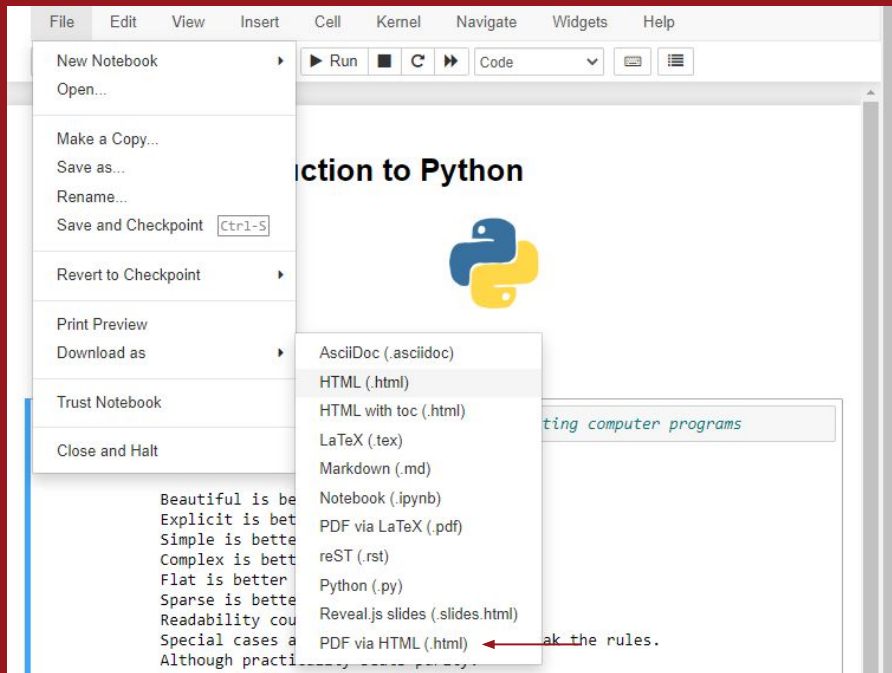 File Edit View Insert Cell Kernel Navigate Widgets Help
New Notebook
Run
Code
Open...
Make a Copy...
Save as...
Rename...
Save and Checkpoint Ctrl-S
Revert to Checkpoint
Print Preview
Download as
Trust Notebook
Close and Halt
ction to Python
AsciiDoc (.asciidoc)
HTML (.html)
HTML with toc (.html)
LaTeX (.tex)
Markdown (.md)
Notebook (.ipynb)
PDF via LaTeX (.pdf)
reST (.rst)
Python (.py)
Reveal.js slides (.slides.html)
PDF via HTML (.html)
ting computer programs
Beautiful is be
Explicit is bet
Simple is bette
Complex is bett
Flat is better
Sparse is bette
Readability cou
Special cases a ak the rules.
Although practi